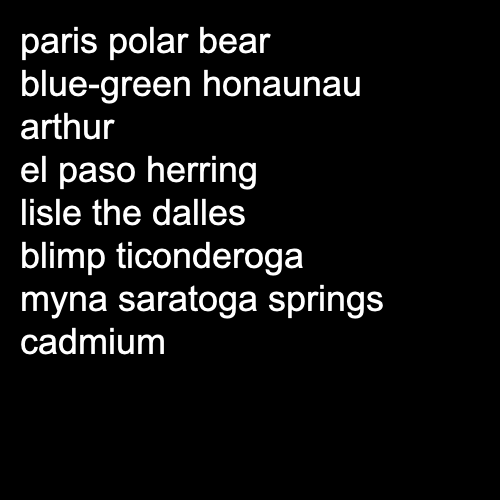 paris polar bear
blue-green honaunau
arthur
el paso herring
lisle the dalles
blimp ticonderoga
myna saratoga springs
cadmium